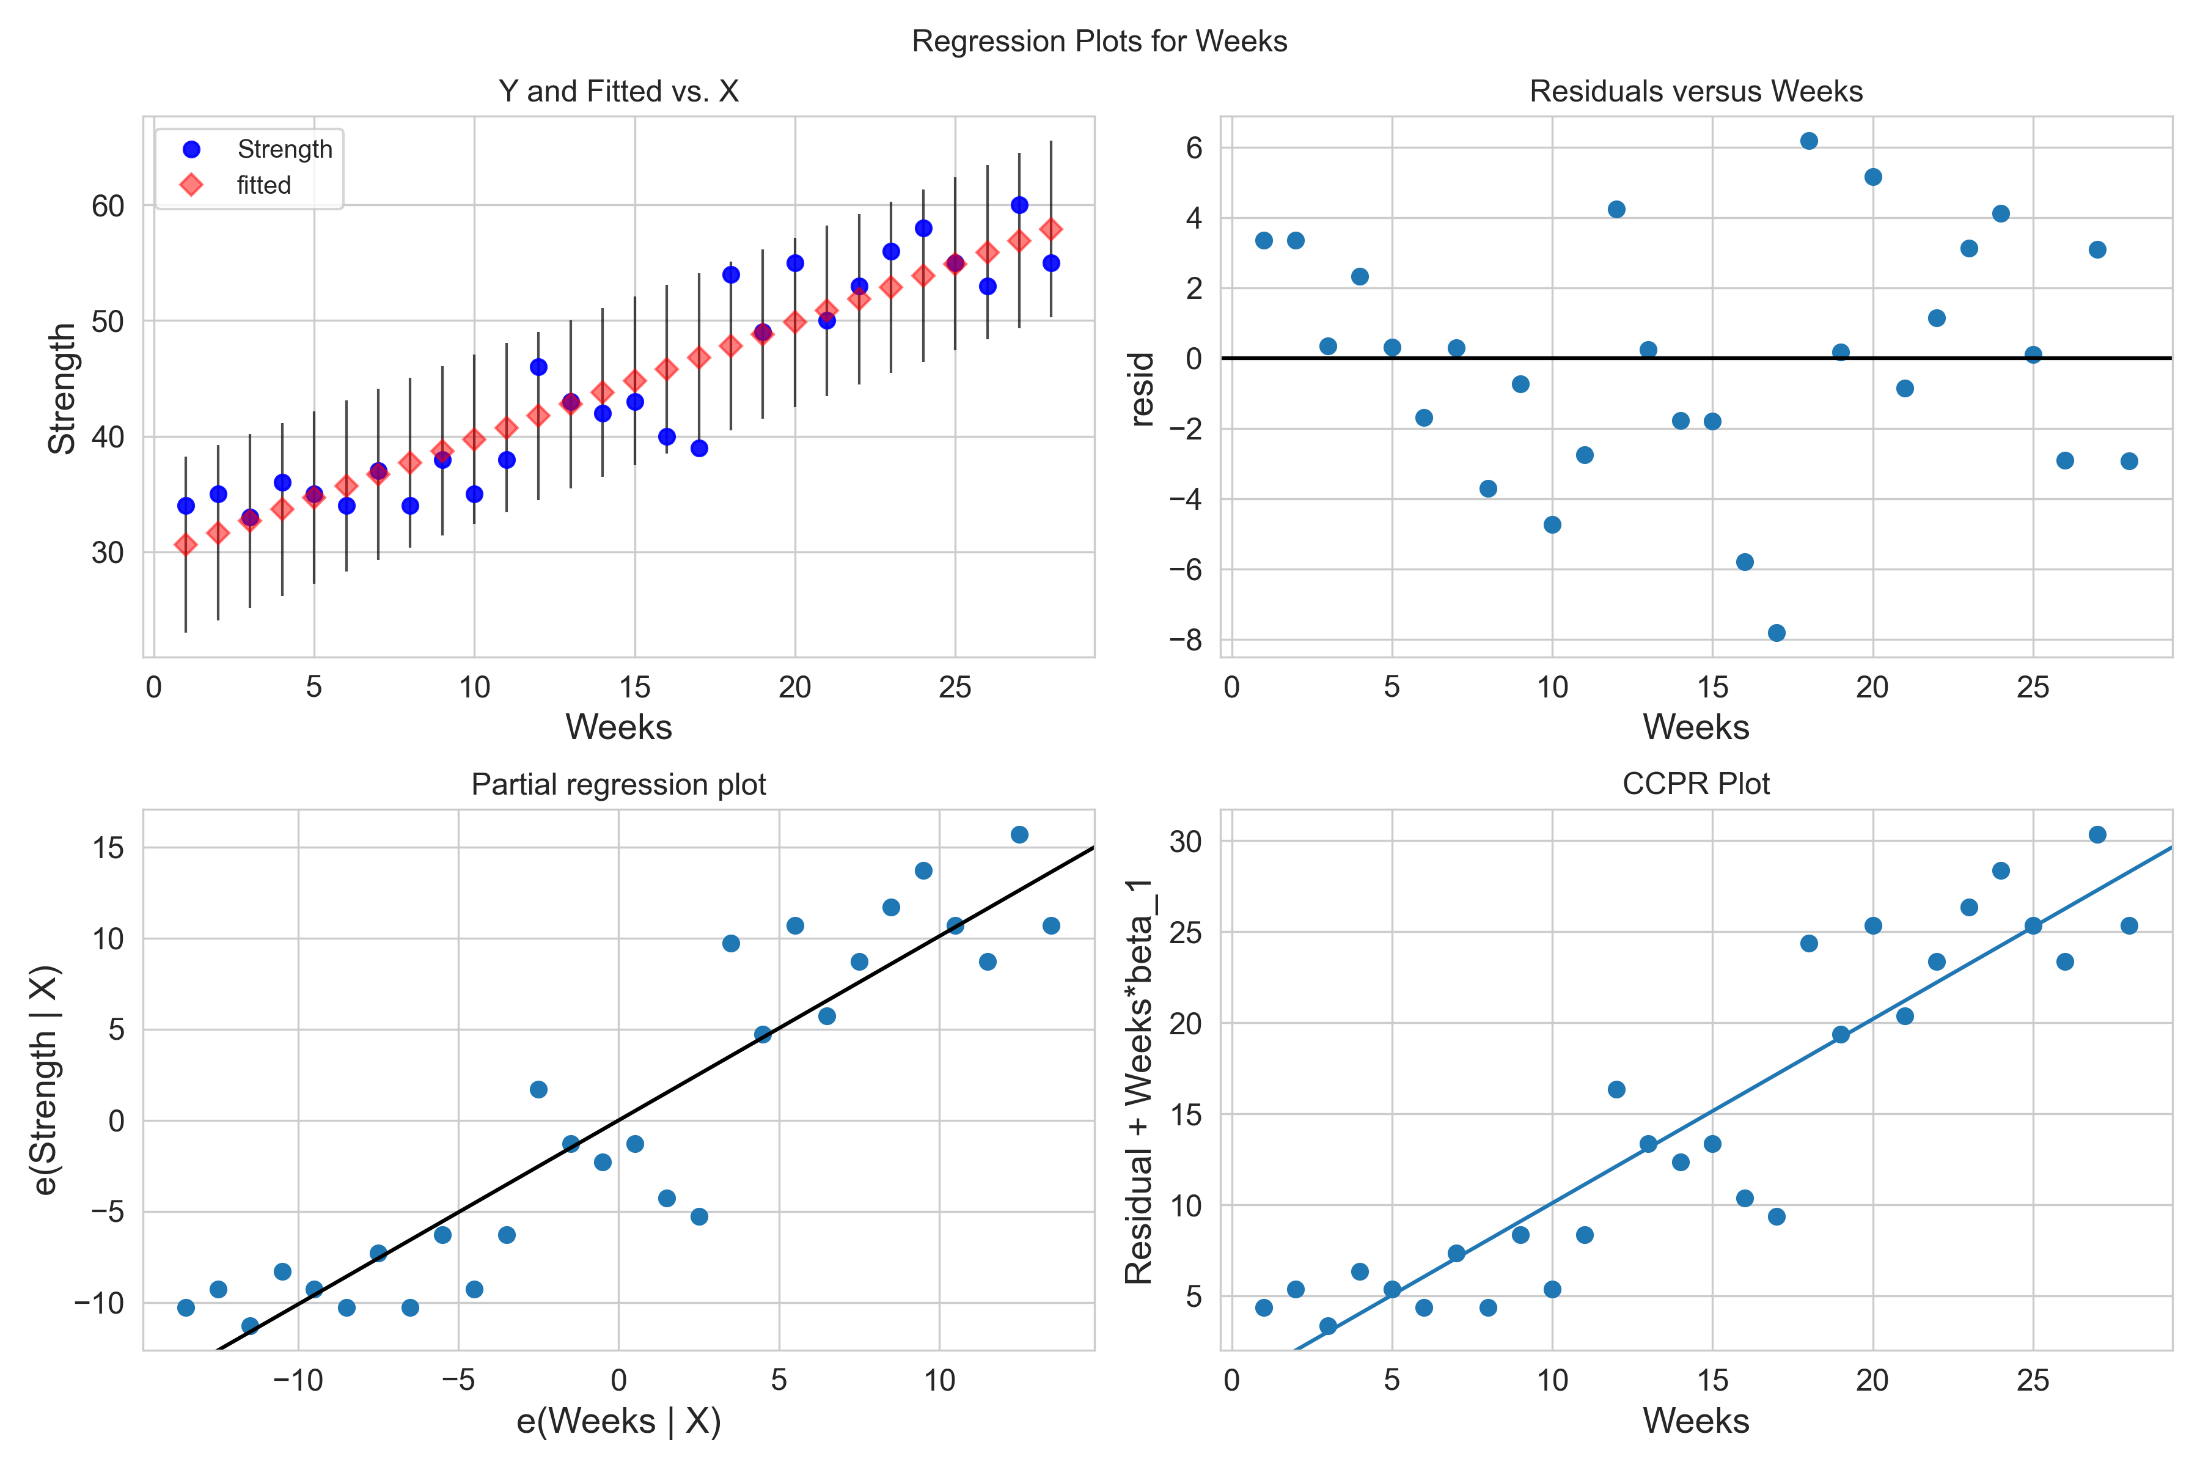 Regression Plots for Weeks
Y and Fitted vs. X
Strength
fitted
60
50
40
30
Strength
0 5 10 15 20 25
Weeks
Residuals versus Weeks
6
4
2
0
−2
−4
−6
−8
resid
0 5 10 15 20 25
Weeks
Partial regression plot
15
10
5
0
−5
−10
e(Strength | X)
−10 −5 0 5 10
e(Weeks | X)
CCPR Plot
30
25
20
15
10
5
Residual + Weeks*beta_1
0 5 10 15 20 25
Weeks